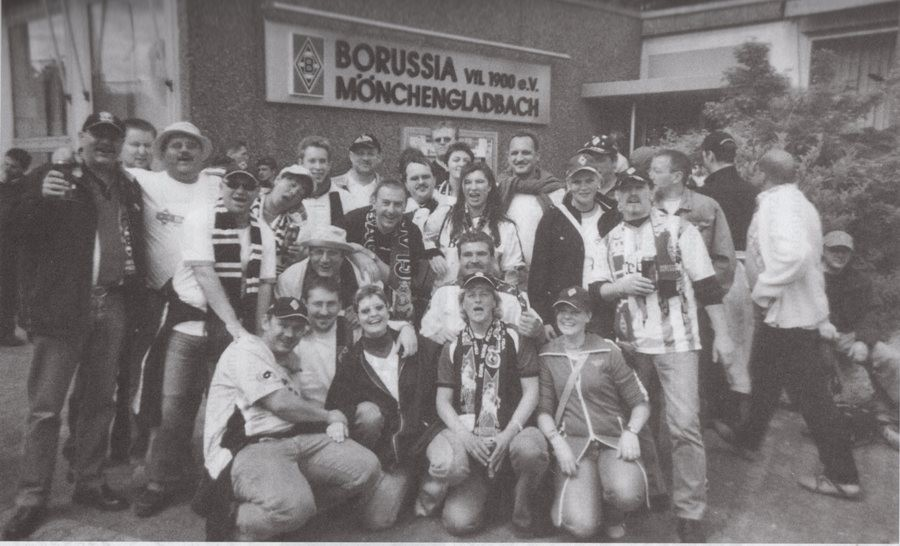 BORUSSIA VfL 1900 e.V.
MÖNCHENGLADBACH